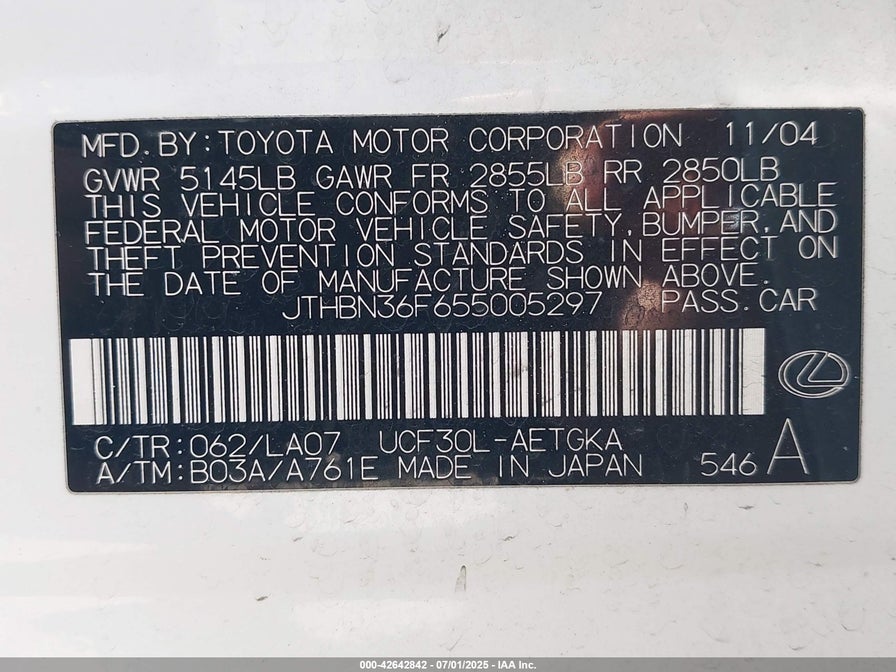 MFD. BY: TOYOTA MOTOR CORPORATION 11/04
GVWR 5145LB GAWR FR 2855LB RR 2850LB
THIS VEHICLE CONFORMS TO ALL APPLICABLE
FEDERAL MOTOR VEHICLE SAFETY, BUMPER, AND
THEFT PREVENTION STANDARDS IN EFFECT ON
THE DATE OF MANUFACTURE SHOWN ABOVE.
JTHBN36F655005297 PASS. CAR
C/TR: 062/LA07 UCF30L-AETGKA
A/TM: B03A/A761E MADE IN JAPAN 546 A
000-42642842 - 07/01/2025 - IAA Inc.